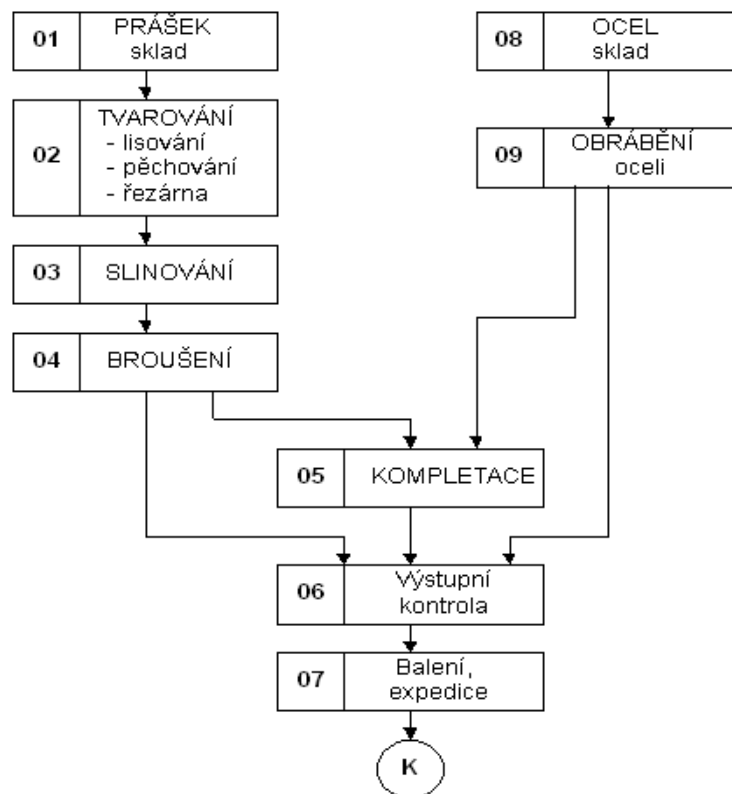 01
PRÁŠEK
sklad
02
TVAROVÁNÍ
- lisování
- pěchování
- řezárna
03
SLINOVÁNÍ
04
BROUŠENÍ
08
OCEL
sklad
09
OBRÁBĚNÍ
oceli
05
KOMPLETACE
06
Výstupní
kontrola
07
Balení,
expedice
K